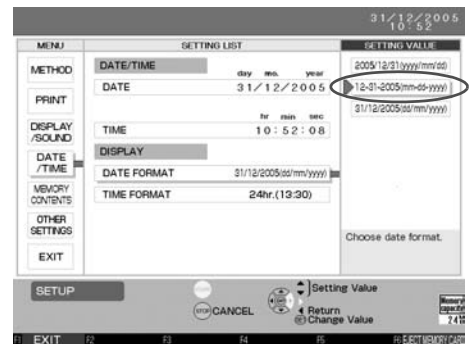 31/12/2005
10:52
MENU
SETTING LIST
SETTING VALUE
METHOD
PRINT
DISPLAY
/SOUND
DATE
/TIME
MEMORY
CONTENTS
OTHER
SETTINGS
EXIT
DATE/TIME
day mo. year
DATE 31/12/2005
hr min sec
TIME 10:52:08
DISPLAY
DATE FORMAT 31/12/2005(dd/mm/yyyy)
TIME FORMAT 24hr.(13:30)
2005/12/31(yyyy/mm/dd)
12-31-2005(mm-dd-yyyy)
31/12/2005(dd/mm/yyyy)
Choose date format.
SETUP
STOP CANCEL
Setting Value
Return
Change Value
Memory
capacity
241
F1 EXIT F2 F3 F4 F5 F6 EJECT MEMORY CARD